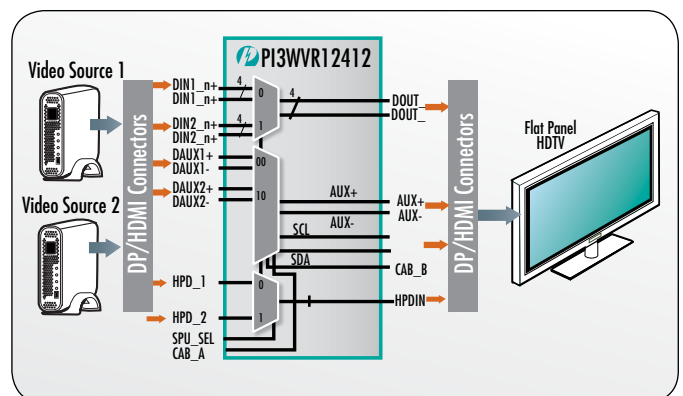 PI3WVR12412
Video Source 1
Video Source 2
DP/HDMI Connectors
DIN1_n+
DIN1_n+
DIN2_n+
DIN2_n+
DAUX1+
DAUX1-
DAUX2+
DAUX2-
HPD_1
HPD_2
SPU_SEL
CAB_A
4
4
0
1
00
10
0
1
4
AUX+
AUX-
SCL
SDA
DOUT_
DOUT_
AUX+
AUX-
CAB_B
HPDIN
DP/HDMI Connectors
Flat Panel
HDTV